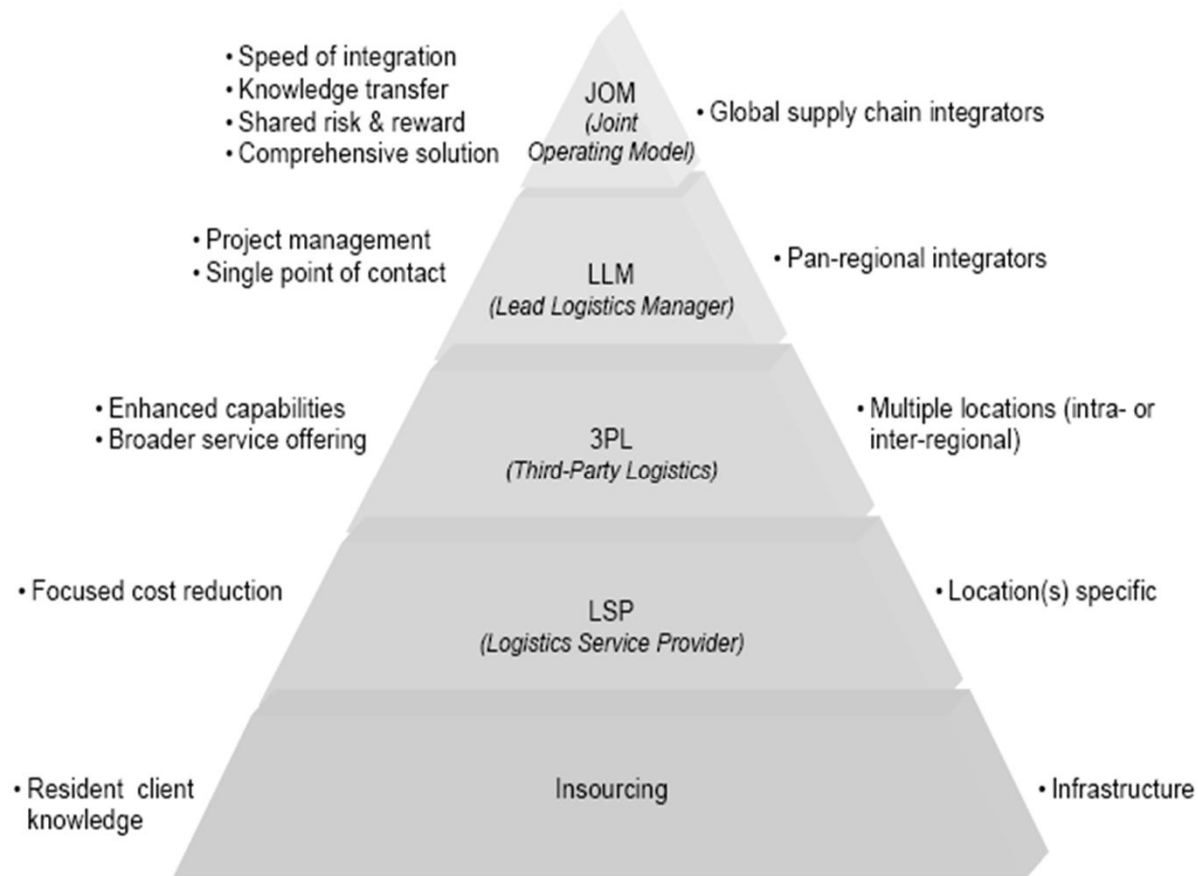 • Speed of integration
• Knowledge transfer
• Shared risk & reward
• Comprehensive solution
JOM
(Joint
Operating Model)
• Global supply chain integrators
• Project management
• Single point of contact
LLM
(Lead Logistics Manager)
• Pan-regional integrators
• Enhanced capabilities
• Broader service offering
3PL
(Third-Party Logistics)
• Multiple locations (intra- or
inter-regional)
• Focused cost reduction
LSP
(Logistics Service Provider)
• Location(s) specific
• Resident client
knowledge
Insourcing
• Infrastructure